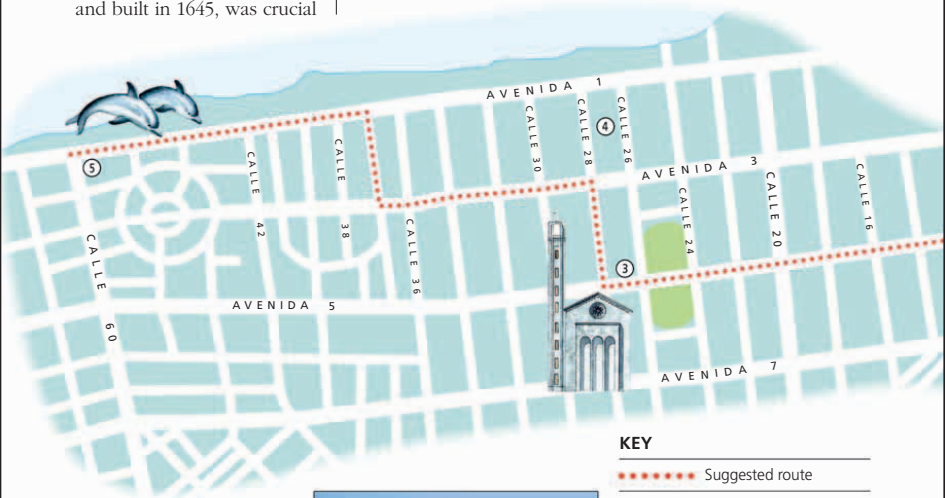 and built in 1645, was crucial
AVENIDA 1
CALLE 30
CALLE 28
④
CALLE 26
AVENIDA 3
CALLE 24
CALLE 20
CALLE 16
⑤
CALLE 42
CALLE 38
CALLE 36
CALLE 60
③
AVENIDA 5
AVENIDA 7
KEY
Suggested route